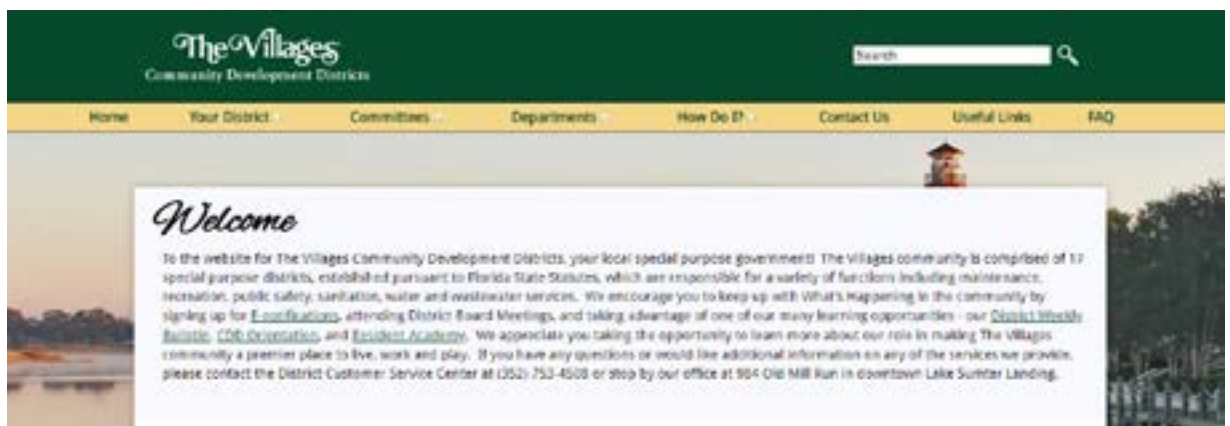 The Villages
Community Development Districts
Search
Home Your District Committees Departments How Do I? Contact Us Useful Links FAQ
Welcome
To the website for The Villages Community Development Districts, your local special purpose government! The Villages community is comprised of 17
special purpose districts, established pursuant to Florida State Statutes, which are responsible for a variety of functions including maintenance,
recreation, public safety, sanitation, water and wastewater services. We encourage you to keep up with What's Happening in the community by
signing up for E-notifications, attending District Board Meetings, and taking advantage of one of our many learning opportunities - our District Weekly
Bulletin, CDD Orientation, and Resident Academy. We appreciate you taking the opportunity to learn more about our role in making The Villages
community a premier place to live, work and play. If you have any questions or would like additional information on any of the services we provide,
please contact the District Customer Service Center at (352) 753-4508 or stop by our office at 984 Old Mill Run in downtown Lake Sumter Landing.